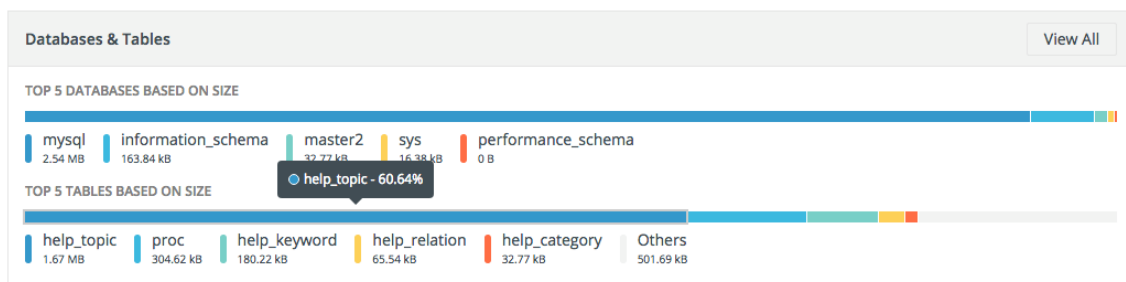 Databases & Tables
View All
TOP 5 DATABASES BASED ON SIZE
mysql information_schema master2 sys performance_schema
2.54 MB 163.84 kB 32.77 kB 16.38 kB 0 B
help_topic - 60.64%
TOP 5 TABLES BASED ON SIZE
help_topic proc help_keyword help_relation help_category Others
1.67 MB 304.62 kB 180.22 kB 65.54 kB 32.77 kB 501.69 kB